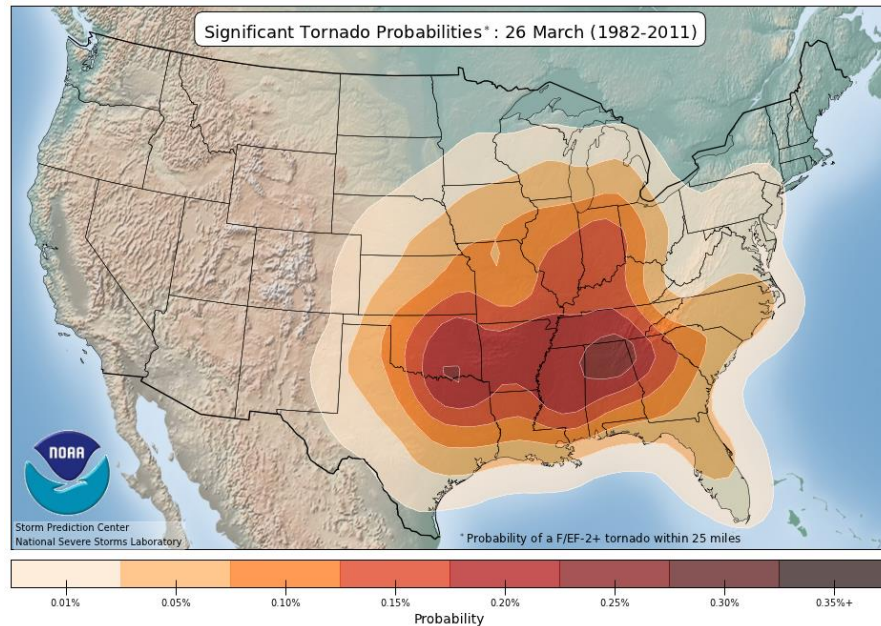 Significant Tornado Probabilities*: 26 March (1982-2011)
NOAA
Storm Prediction Center
National Severe Storms Laboratory
*Probability of a F/EF-2+ tornado within 25 miles
0.01% 0.05% 0.10% 0.15% 0.20% 0.25% 0.30% 0.35%+
Probability